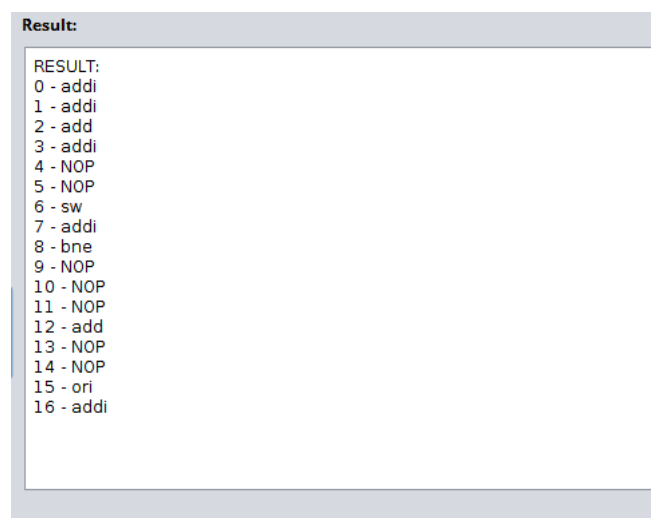 Result:
RESULT:
0 - addi
1 - addi
2 - add
3 - addi
4 - NOP
5 - NOP
6 - sw
7 - addi
8 - bne
9 - NOP
10 - NOP
11 - NOP
12 - add
13 - NOP
14 - NOP
15 - ori
16 - addi